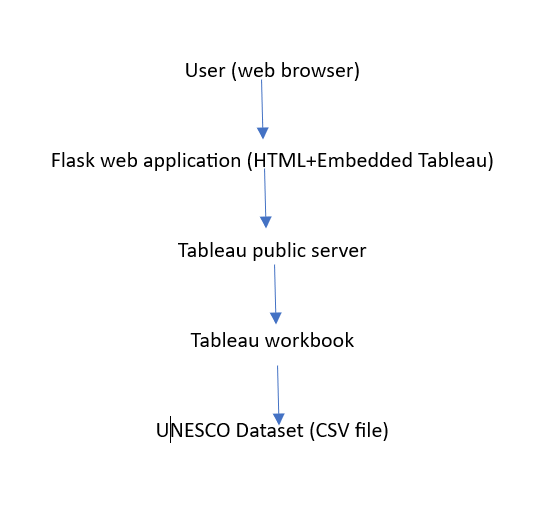 User (web browser)
Flask web application (HTML+Embedded Tableau)
Tableau public server
Tableau workbook
UNESCO Dataset (CSV file)